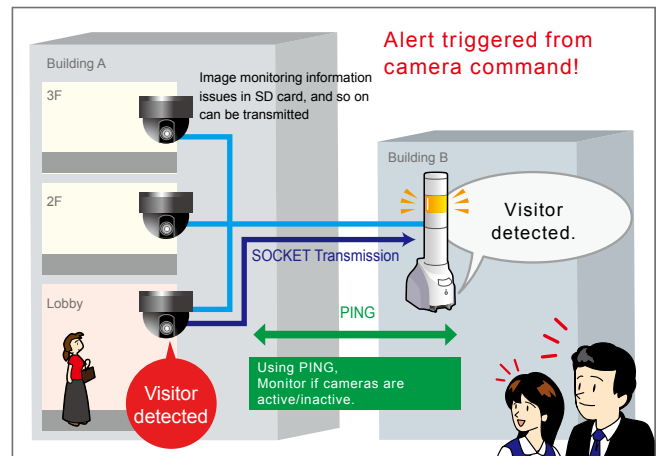 Alert triggered from
camera command!
Building A
3F
Image monitoring information
issues in SD card, and so on
can be transmitted
Building B
2F
Visitor
detected.
SOCKET Transmission
Lobby
PING
Using PING,
Monitor if cameras are
active/inactive.
Visitor
detected